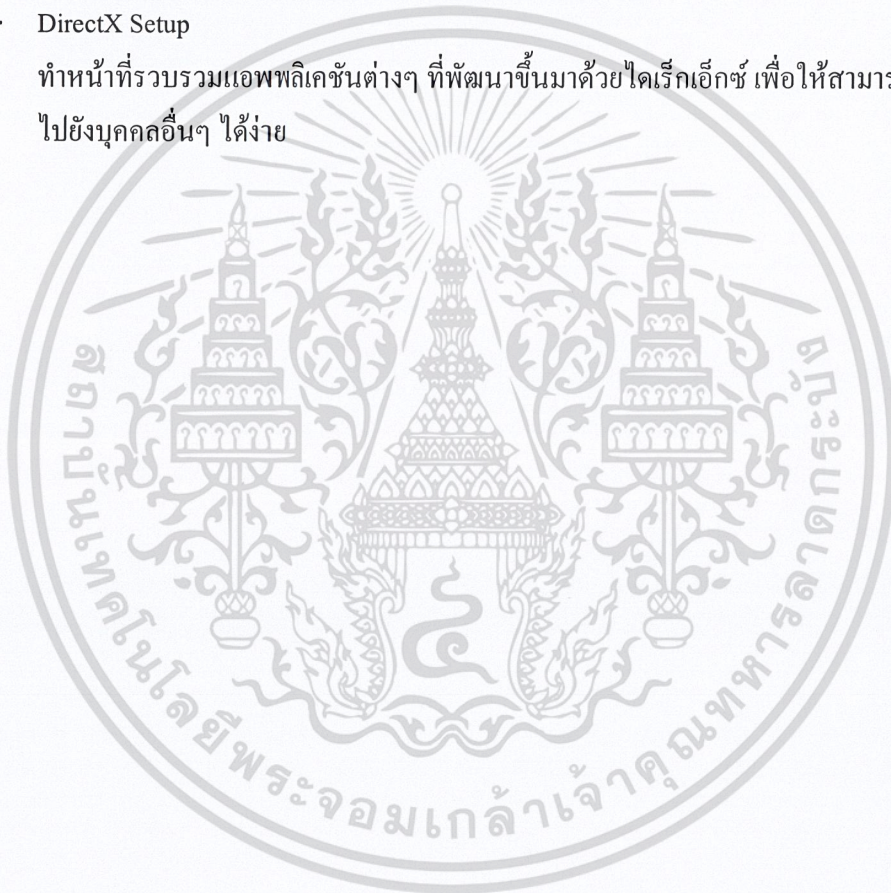 · DirectX Setup
ทำหน้าที่รวบรวมแอพพลิเคชันต่างๆ ที่พัฒนาขึ้นมาด้วยไดเร็กเอ็กซ์ เพื่อให้สามาร
ไปยังบุคคลอื่นๆ ได้ง่าย
สถาบันเทคโนโลยีพระจอมเกล้าเจ้าคุณทหารลาดกระบัง